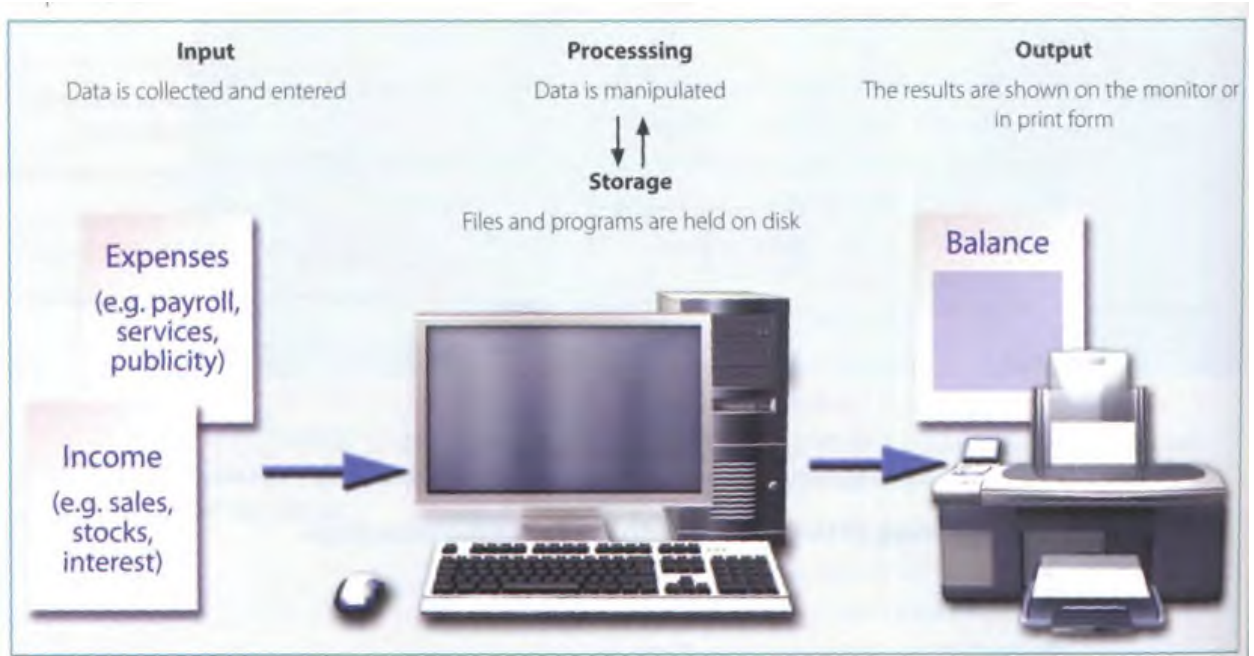 Input
Data is collected and entered
Processsing
Data is manipulated
Storage
Files and programs are held on disk
Output
The results are shown on the monitor or
in print form
Expenses
(e.g. payroll,
services,
publicity)
Income
(e.g. sales,
stocks,
interest)
Balance